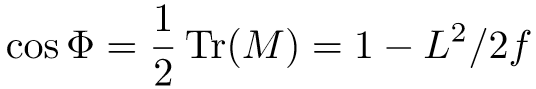 cos Φ = 1/2 Tr(M) = 1 − L²/2f